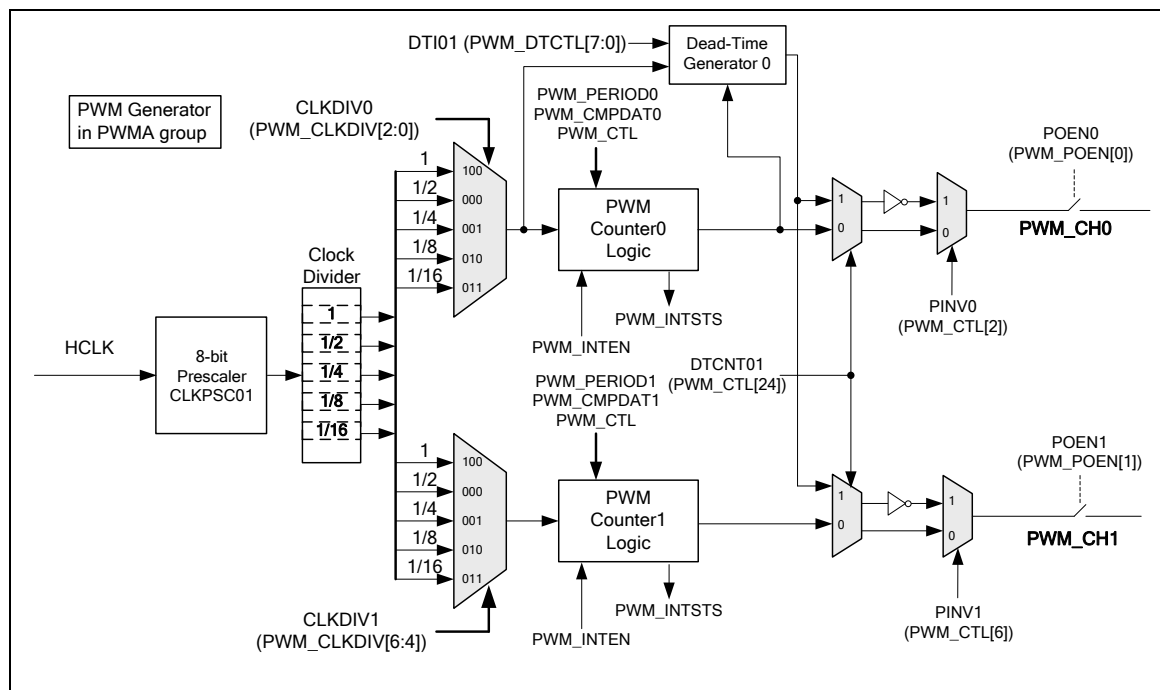 DTI01 (PWM_DTCTL[7:0])
Dead-Time
Generator 0
PWM Generator
in PWMA group
CLKDIV0
(PWM_CLKDIV[2:0])
PWM_PERIOD0
PWM_CMPDAT0
PWM_CTL
POEN0
(PWM_POEN[0])
1
1/2
1/4
1/8
1/16
100
000
001
010
011
PWM
Counter0
Logic
1
0
1
0
PWM_CH0
Clock
Divider
1
1/2
1/4
1/8
1/16
HCLK
8-bit
Prescaler
CLKPSC01
PWM_INTSTS
PWM_INTEN
PINV0
(PWM_CTL[2])
DTCNT01
(PWM_CTL[24])
PWM_PERIOD1
PWM_CMPDAT1
PWM_CTL
POEN1
(PWM_POEN[1])
1
1/2
1/4
1/8
1/16
100
000
001
010
011
PWM
Counter1
Logic
1
0
1
0
PWM_CH1
PWM_INTSTS
PWM_INTEN
CLKDIV1
(PWM_CLKDIV[6:4])
PINV1
(PWM_CTL[6])